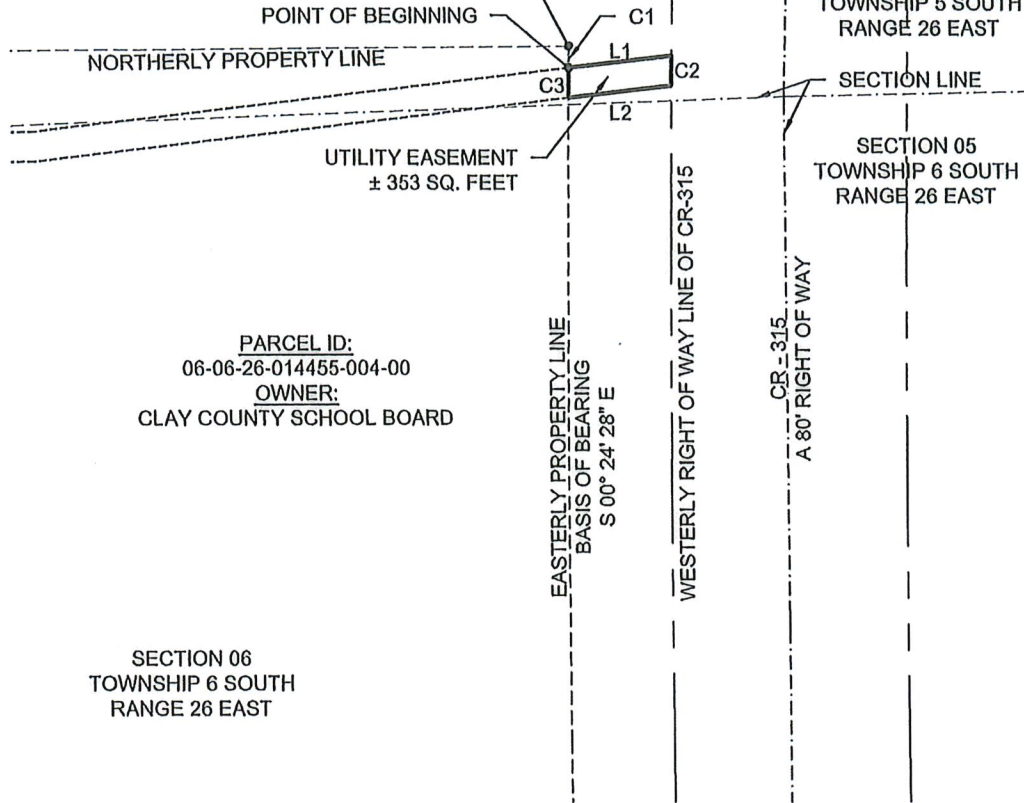 POINT OF BEGINNING
C1
TOWNSHIP 5 SOUTH
RANGE 26 EAST
NORTHERLY PROPERTY LINE
L1
C3
C2
SECTION LINE
L2
UTILITY EASEMENT
± 353 SQ. FEET
SECTION 05
TOWNSHIP 6 SOUTH
RANGE 26 EAST
PARCEL ID:
06-06-26-014455-004-00
OWNER:
CLAY COUNTY SCHOOL BOARD
EASTERLY PROPERTY LINE
BASIS OF BEARING
S 00° 24' 28" E
WESTERLY RIGHT OF WAY LINE OF CR-315
CR - 315
A 80' RIGHT OF WAY
SECTION 06
TOWNSHIP 6 SOUTH
RANGE 26 EAST